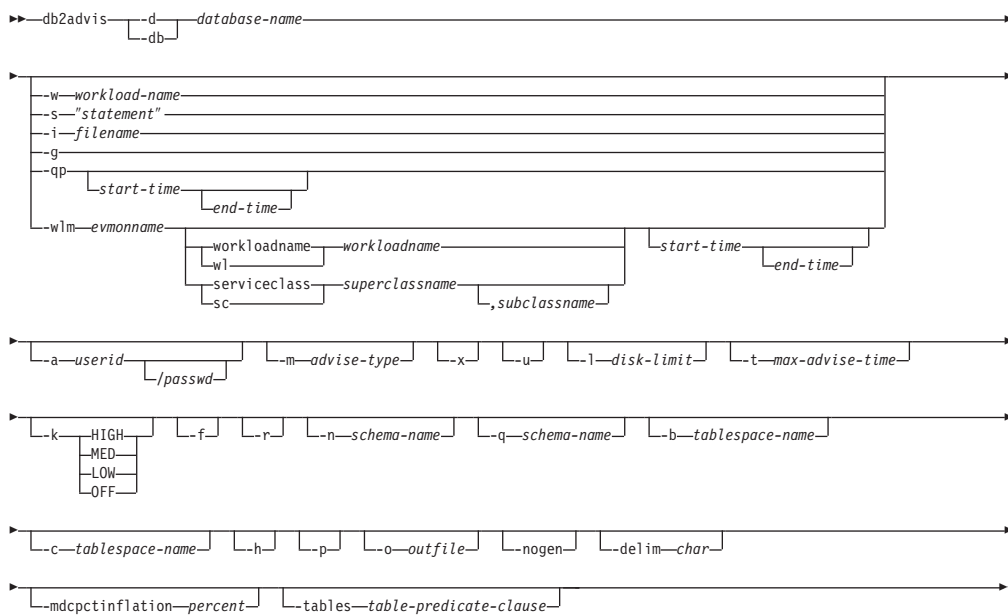 db2advis -d database-name
-db
-w workload-name
-s "statement"
-i filename
-g
-qp
start-time
end-time
-wlm evmonname
workloadname workloadname
wl
serviceclass superclassname
sc
,subclassname
start-time
end-time
-a userid
/passwd
-m advise-type
-x
-u
-l disk-limit
-t max-advise-time
-k HIGH
MED
LOW
OFF
-f
-r
-n schema-name
-q schema-name
-b tablespace-name
-c tablespace-name
-h
-p
-o outfile
-nogen
-delim char
-mdcpctinflation percent
-tables table-predicate-clause